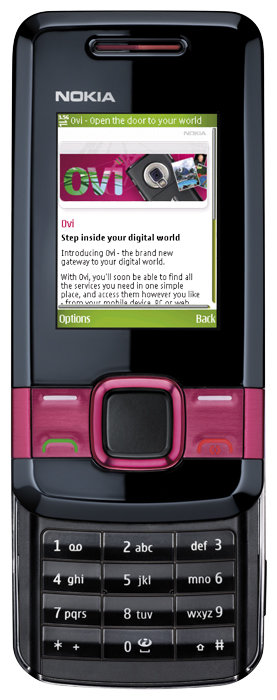 NOKIA
3.5G Ovi - Open the door to your world
NOKIA
OVI
Ovi
Step inside your digital world
Introducing Ovi - the brand new
gateway to your digital world.
With Ovi, you'll soon be able to find all
the services you need in one simple
place, and access them however you like
- from your mobile device, PC or web
Options Back
1 2 abc def 3
4 ghi 5 jkl mno 6
7 pqrs 8 tuv wxyz 9
* + 0 #